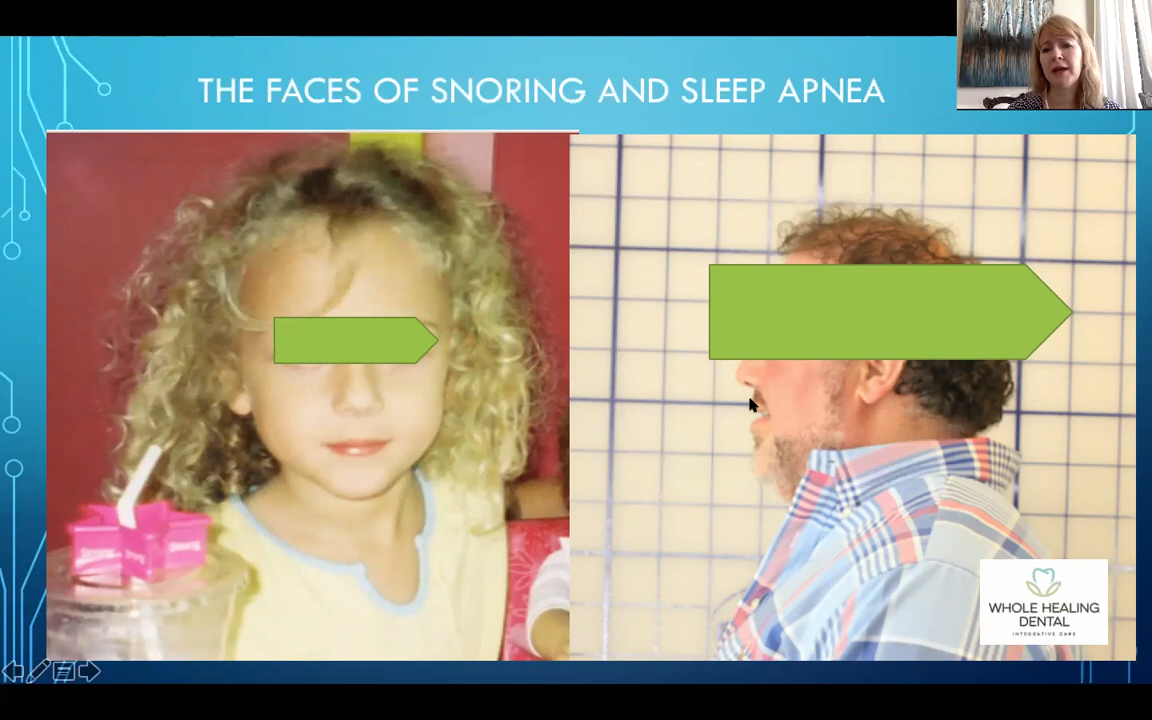 THE FACES OF SNORING AND SLEEP APNEA
WHOLE HEALING
DENTAL
INTEGRATIVE CARE